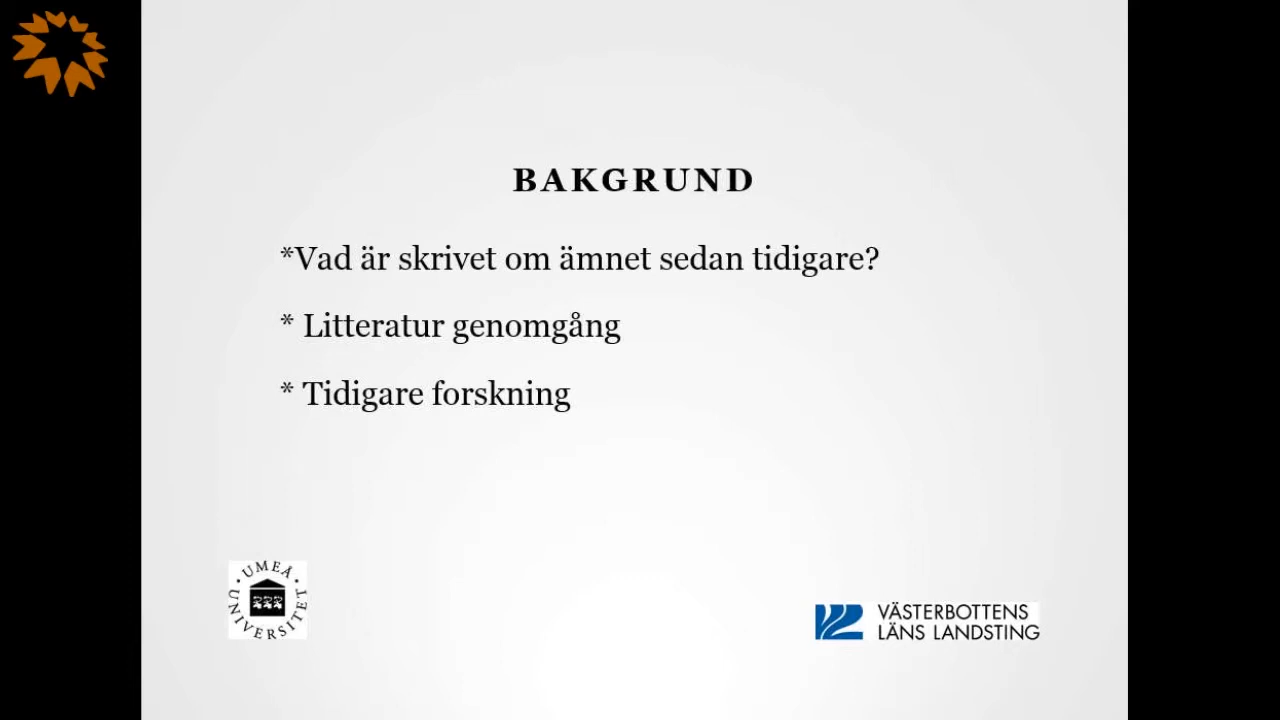 BAKGRUND
*Vad är skrivet om ämnet sedan tidigare?
* Litteratur genomgång
* Tidigare forskning
UMEÅ UNIVERSITET
VÄSTERBOTTENS
LÄNS LANDSTING